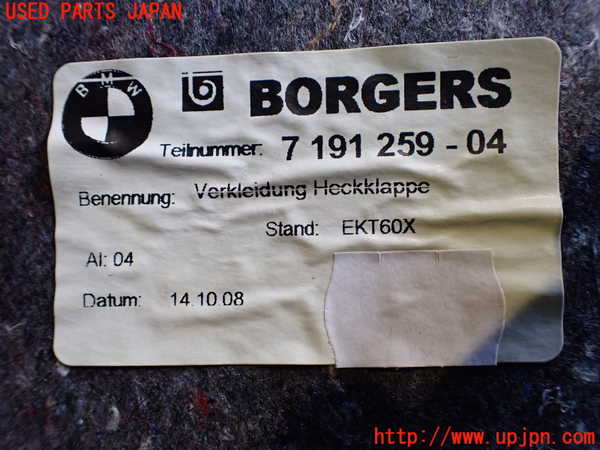 USED PARTS JAPAN
BMW
b BORGERS
Teilnummer: 7 191 259 - 04
Benennung: Verkleidung Heckklappe
Stand: EKT60X
AI: 04
Datum: 14.10.08
http://www.upjpn.com/